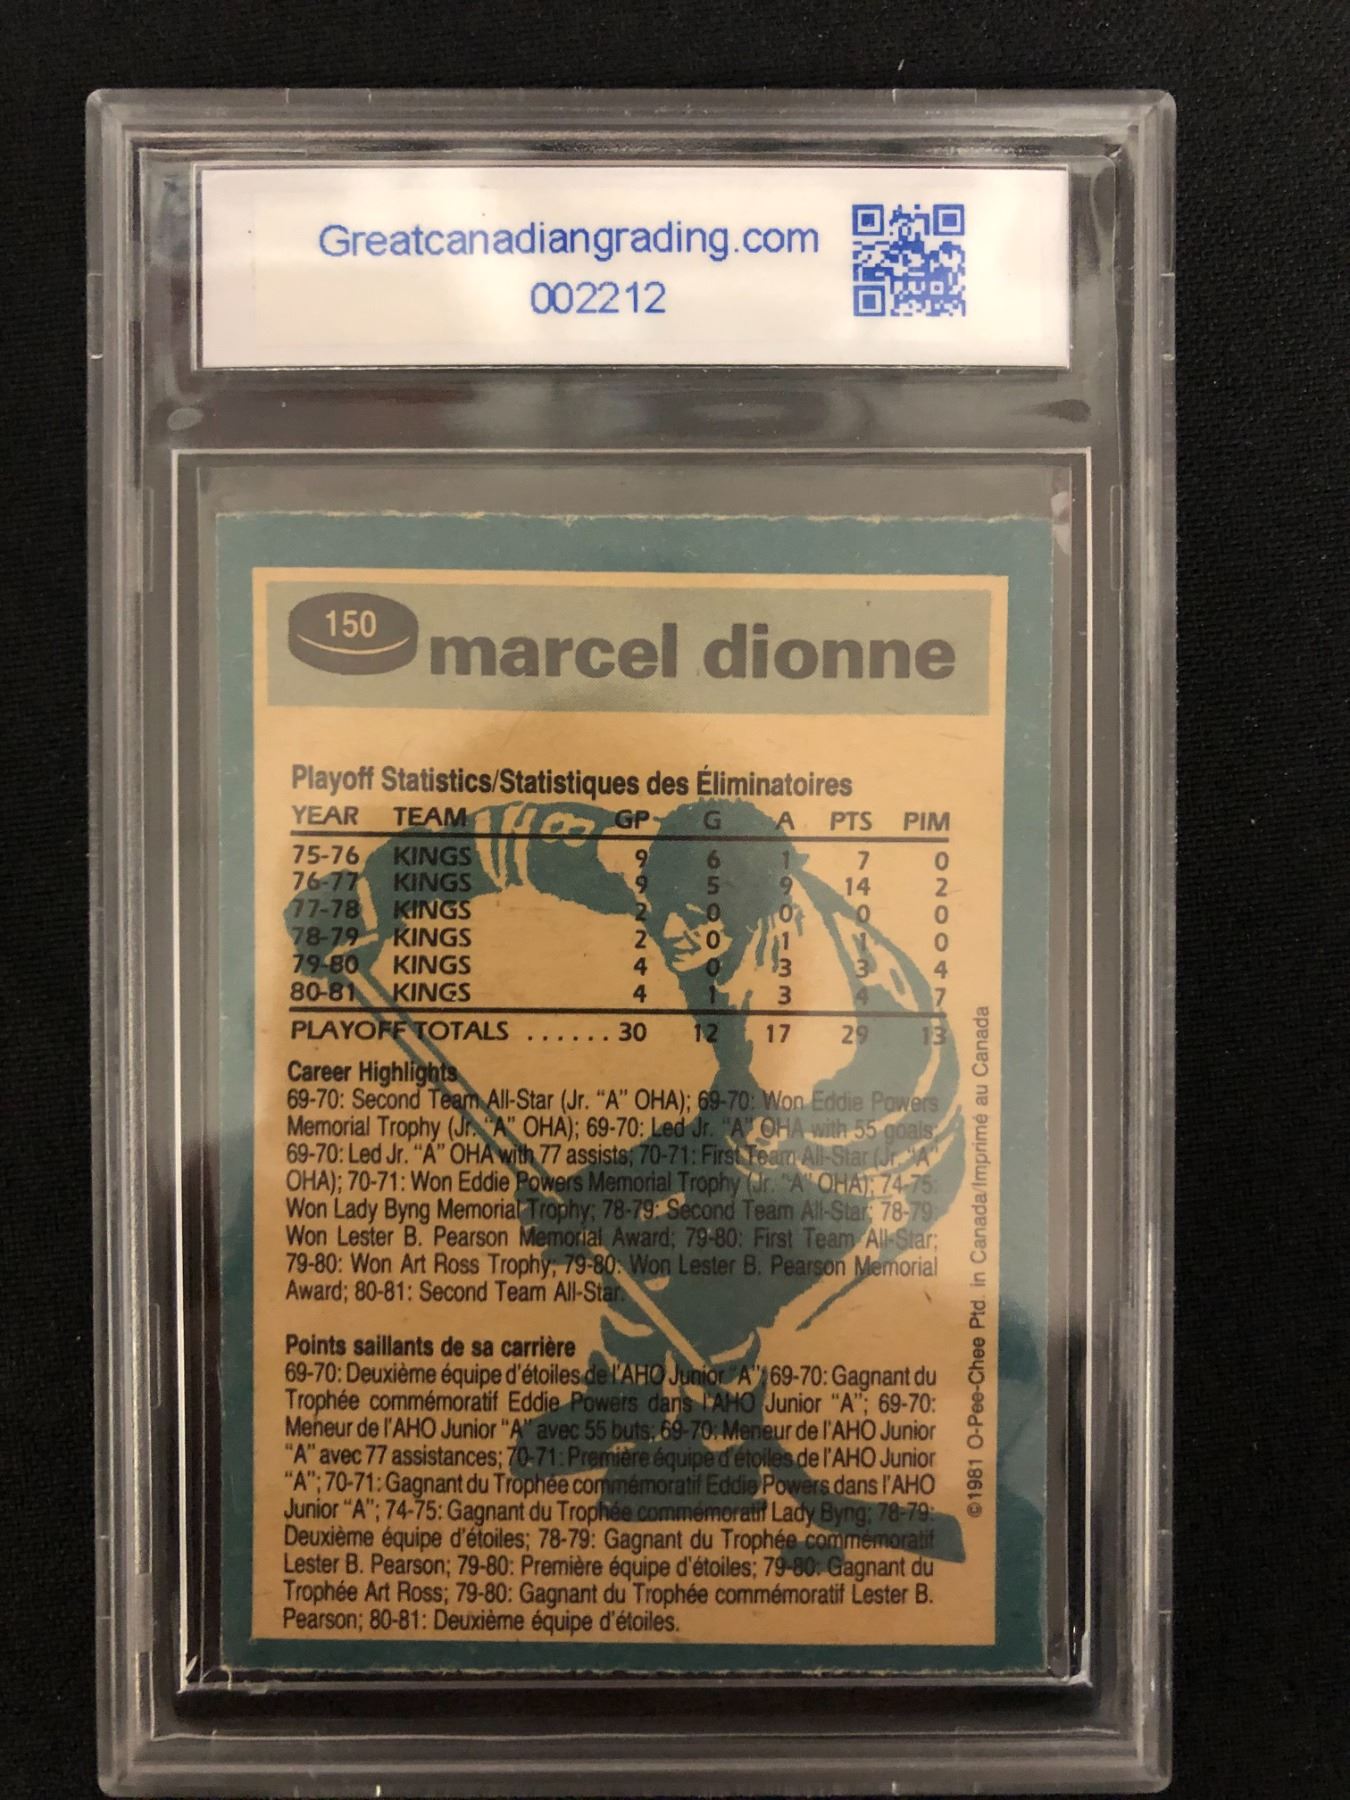 Greatcanadiangrading.com
002212
150
marcel dionne
Playoff Statistics/Statistiques des Éliminatoires
YEAR TEAM GP G A PTS PIM
75-76 KINGS 9 6 1 7 0
76-77 KINGS 9 5 9 14 2
77-78 KINGS 2 0 0 0 0
78-79 KINGS 2 0 1 1 0
79-80 KINGS 4 0 3 3 4
80-81 KINGS 4 1 3 4 7
PLAYOFF TOTALS ...... 30 12 17 29 13
Career Highlights
69-70: Second Team All-Star (Jr. "A" OHA); 69-70: Won Eddie Powers
Memorial Trophy (Jr. "A" OHA); 69-70: Led Jr. "A" OHA with 55 goals;
69-70: Led Jr. "A" OHA with 77 assists; 70-71: First Team All-Star (Jr. "A"
OHA); 70-71: Won Eddie Powers Memorial Trophy (Jr. "A" OHA); 74-75:
Won Lady Byng Memorial Trophy; 78-79: Second Team All-Star; 78-79:
Won Lester B. Pearson Memorial Award; 79-80: First Team All-Star;
79-80: Won Art Ross Trophy; 79-80: Won Lester B. Pearson Memorial
Award; 80-81: Second Team All-Star.
Points saillants de sa carrière
69-70: Deuxième équipe d'étoiles de l'AHO Junior "A"; 69-70: Gagnant du
Trophée commémoratif Eddie Powers dans l'AHO Junior "A"; 69-70:
Meneur de l'AHO Junior "A" avec 55 buts; 69-70: Meneur de l'AHO Junior
"A" avec 77 assistances; 70-71: Première équipe d'étoiles de l'AHO Junior
"A"; 70-71: Gagnant du Trophée commémoratif Eddie Powers dans l'AHO
Junior "A"; 74-75: Gagnant du Trophée commémoratif Lady Byng; 78-79:
Deuxième équipe d'étoiles; 78-79: Gagnant du Trophée commémoratif
Lester B. Pearson; 79-80: Première équipe d'étoiles; 79-80: Gagnant du
Trophée Art Ross; 79-80: Gagnant du Trophée commémoratif Lester B.
Pearson; 80-81: Deuxième équipe d'étoiles.
©1981 O-Pee-Chee Ptd. in Canada/Imprimé au Canada